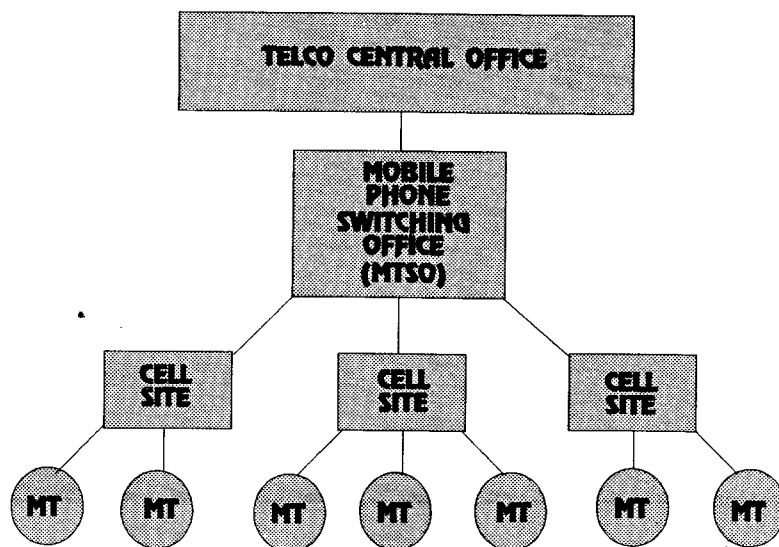 TELCO CENTRAL OFFICE
MOBILE
PHONE
SWITCHING
OFFICE
(MTSO)
CELL
SITE
CELL
SITE
CELL
SITE
MT
MT
MT
MT
MT
MT
MT